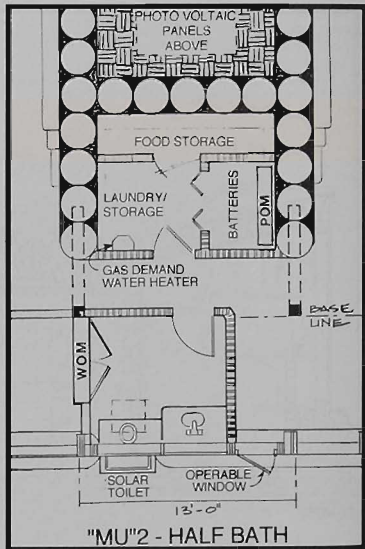 PHOTO VOLTAIC
PANELS
ABOVE
FOOD STORAGE
LAUNDRY/
STORAGE
BATTERIES
POM
GAS DEMAND
WATER HEATER
BASE
LINE
WOM
SOLAR
TOILET
OPERABLE
WINDOW
13'-0"
"MU"2 - HALF BATH